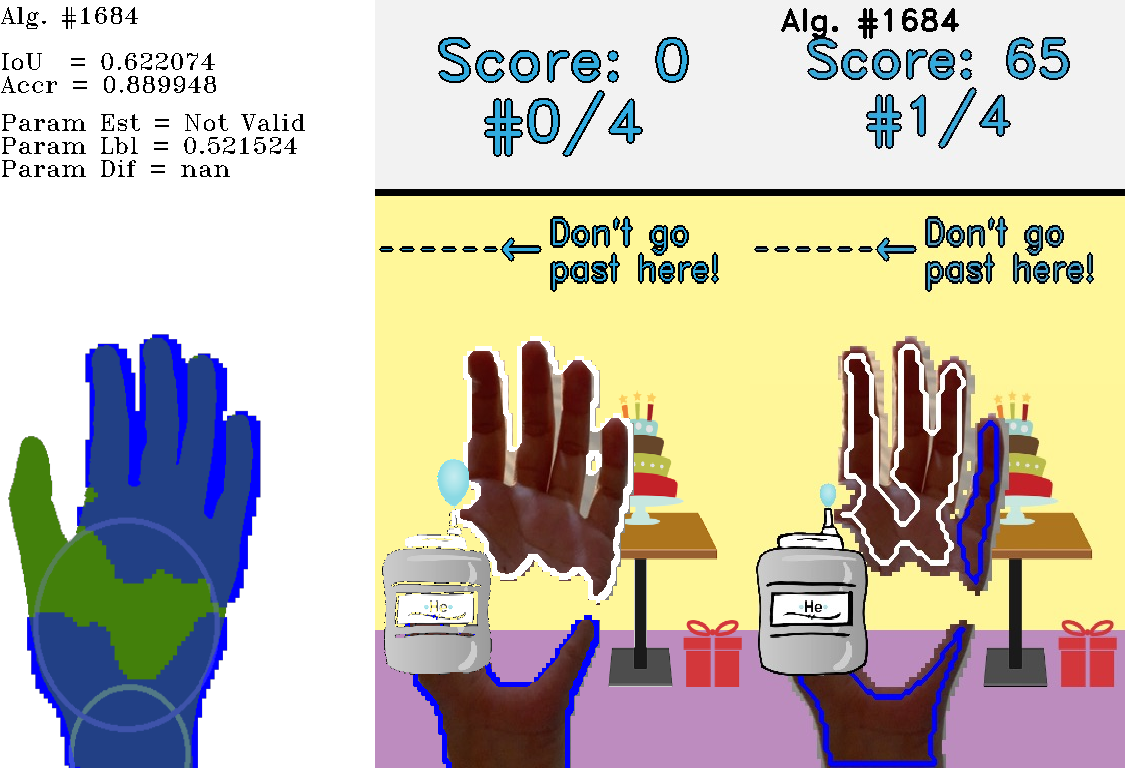 Alg. #1684
IoU = 0.622074
Accr = 0.889948
Param Est = Not Valid
Param Lbl = 0.521524
Param Dif = nan
Score: 0
#0/4
Alg. #1684
Score: 65
#1/4
Don't go
past here!
Don't go
past here!
He
He